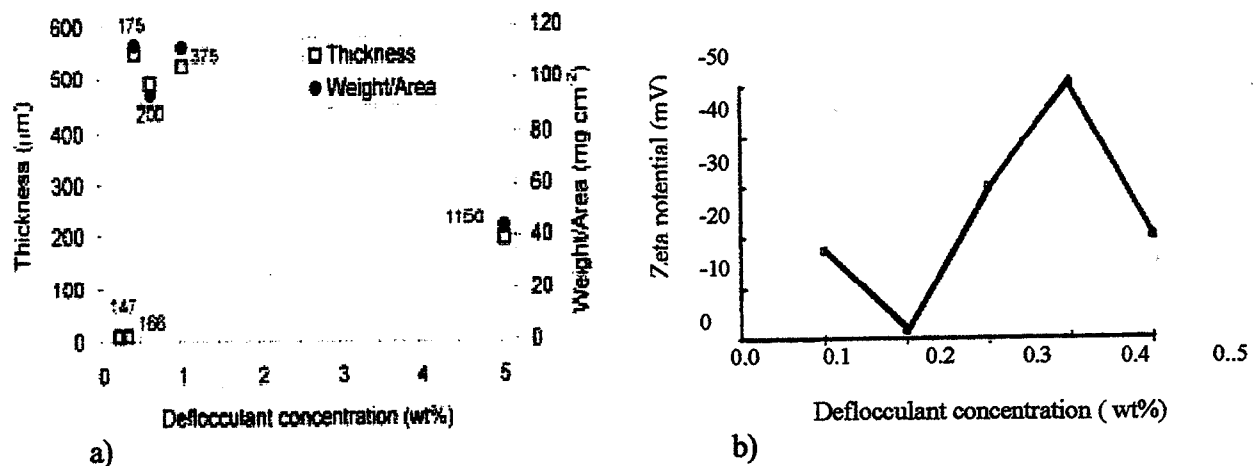 600
500
400
300
200
100
0
Thickness (µm)
175
375
200
1150
147
166
□ Thickness
● Weight/Area
120
100
80
60
40
20
0
Weight/Area (mg cm⁻²)
0 1 2 3 4 5
Deflocculant concentration (wt%)
a)
-50
-40
-30
-20
-10
0
Zeta potential (mV)
0.0 0.1 0.2 0.3 0.4 0..5
Deflocculant concentration ( wt%)
b)